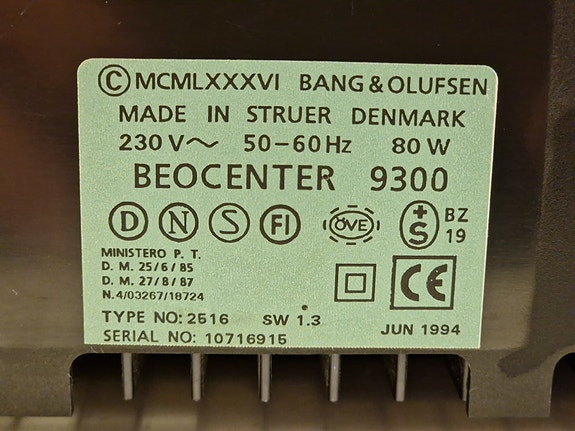 © MCMLXXXVI BANG & OLUFSEN
MADE IN STRUER DENMARK
230 V~ 50-60Hz 80 W
BEOCENTER 9300
D N S FI ÖVE +S BZ 19
MINISTERO P. T.
D. M. 25/6/85
D. M. 27/8/87
N.4/03267/18724
CE
TYPE NO: 2516 SW 1.3 JUN 1994
SERIAL NO: 10716915